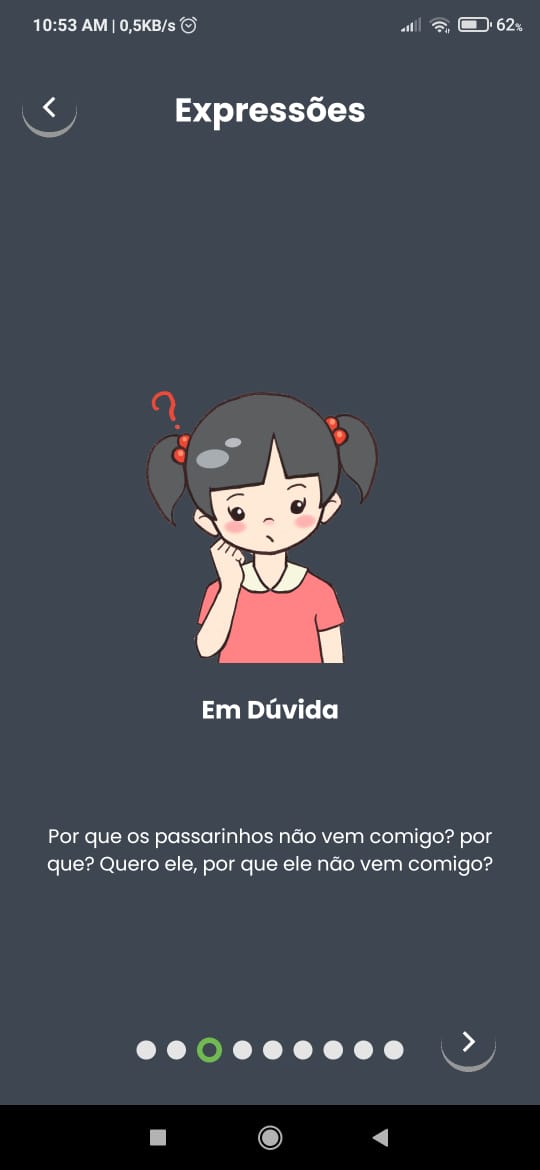 10:53 AM | 0,5KB/s 62%
Expressões
?
Em Dúvida
Por que os passarinhos não vem comigo? por
que? Quero ele, por que ele não vem comigo?